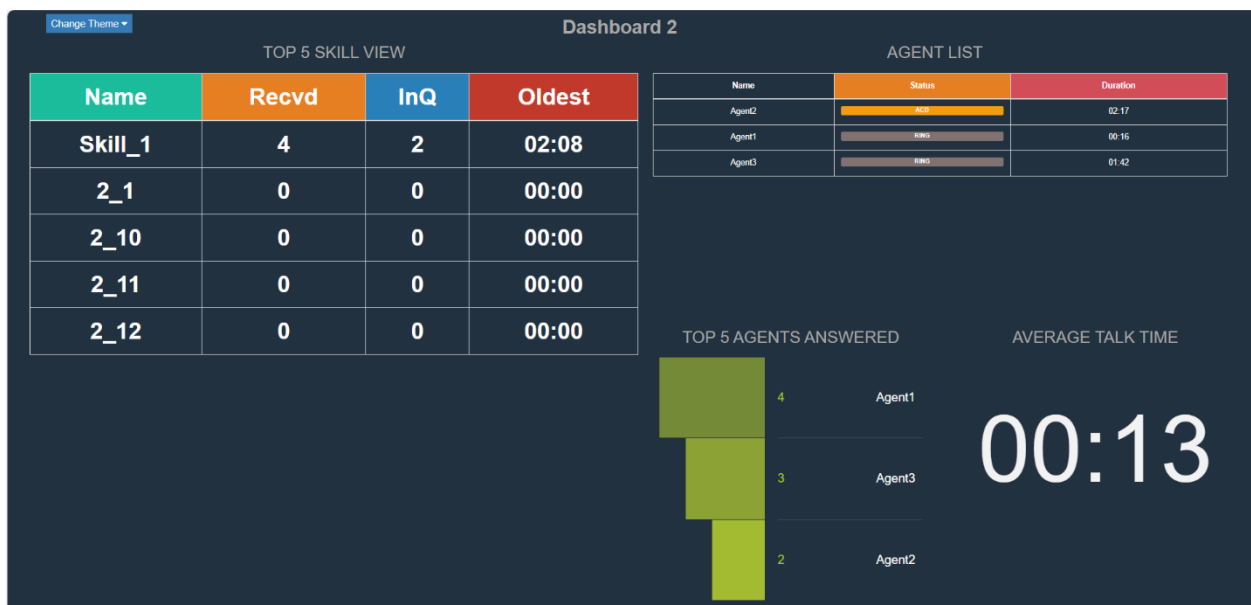 Change Theme
Dashboard 2
TOP 5 SKILL VIEW
Name Recvd InQ Oldest
Skill_1 4 2 02:08
2_1 0 0 00:00
2_10 0 0 00:00
2_11 0 0 00:00
2_12 0 0 00:00
AGENT LIST
Name Status Duration
Agent2 ACD 02:17
Agent1 RING 00:16
Agent3 RING 01:42
TOP 5 AGENTS ANSWERED
4 Agent1
3 Agent3
2 Agent2
AVERAGE TALK TIME
00:13